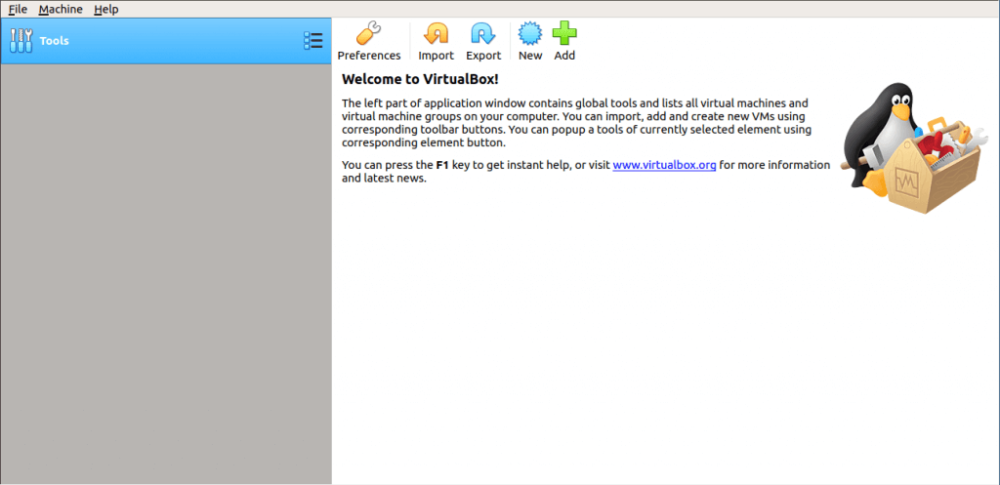 File Machine Help
Tools
Preferences Import Export New Add
Welcome to VirtualBox!
The left part of application window contains global tools and lists all virtual machines and
virtual machine groups on your computer. You can import, add and create new VMs using
corresponding toolbar buttons. You can popup a tools of currently selected element using
corresponding element button.
You can press the F1 key to get instant help, or visit www.virtualbox.org for more information
and latest news.